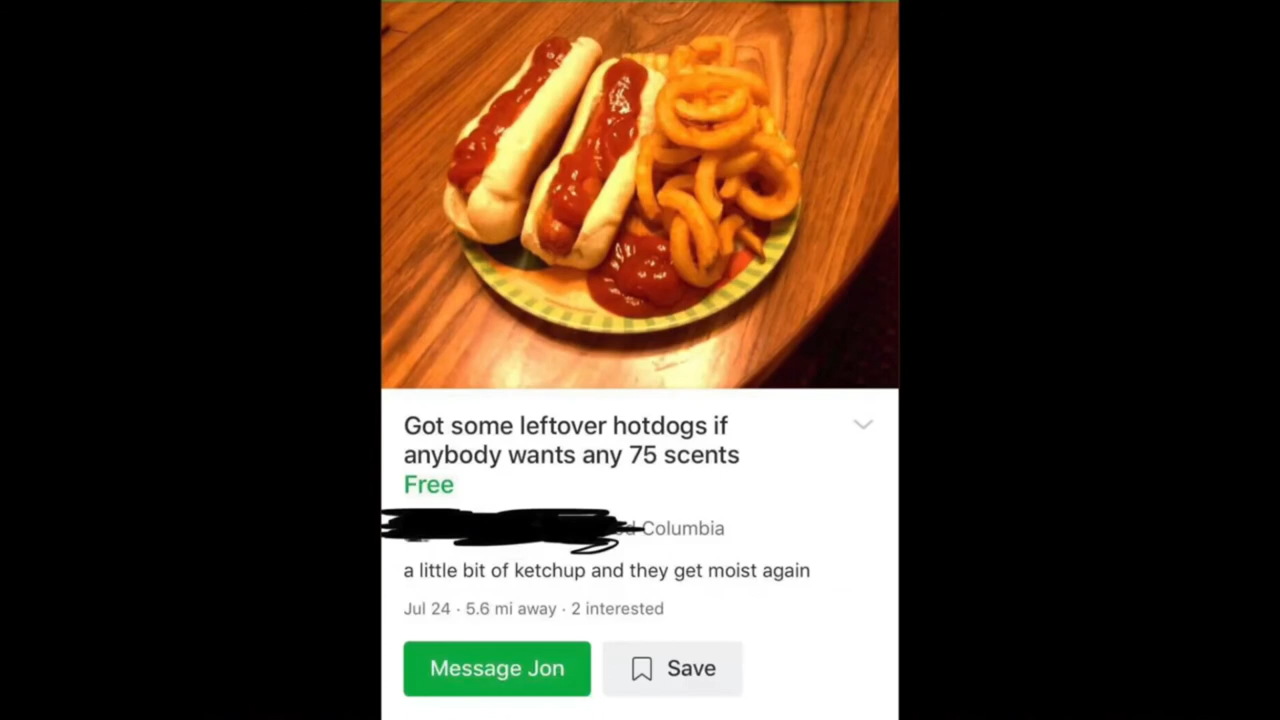 Got some leftover hotdogs if
anybody wants any 75 scents
Free
Columbia
a little bit of ketchup and they get moist again
Jul 24 · 5.6 mi away · 2 interested
Message Jon
Save